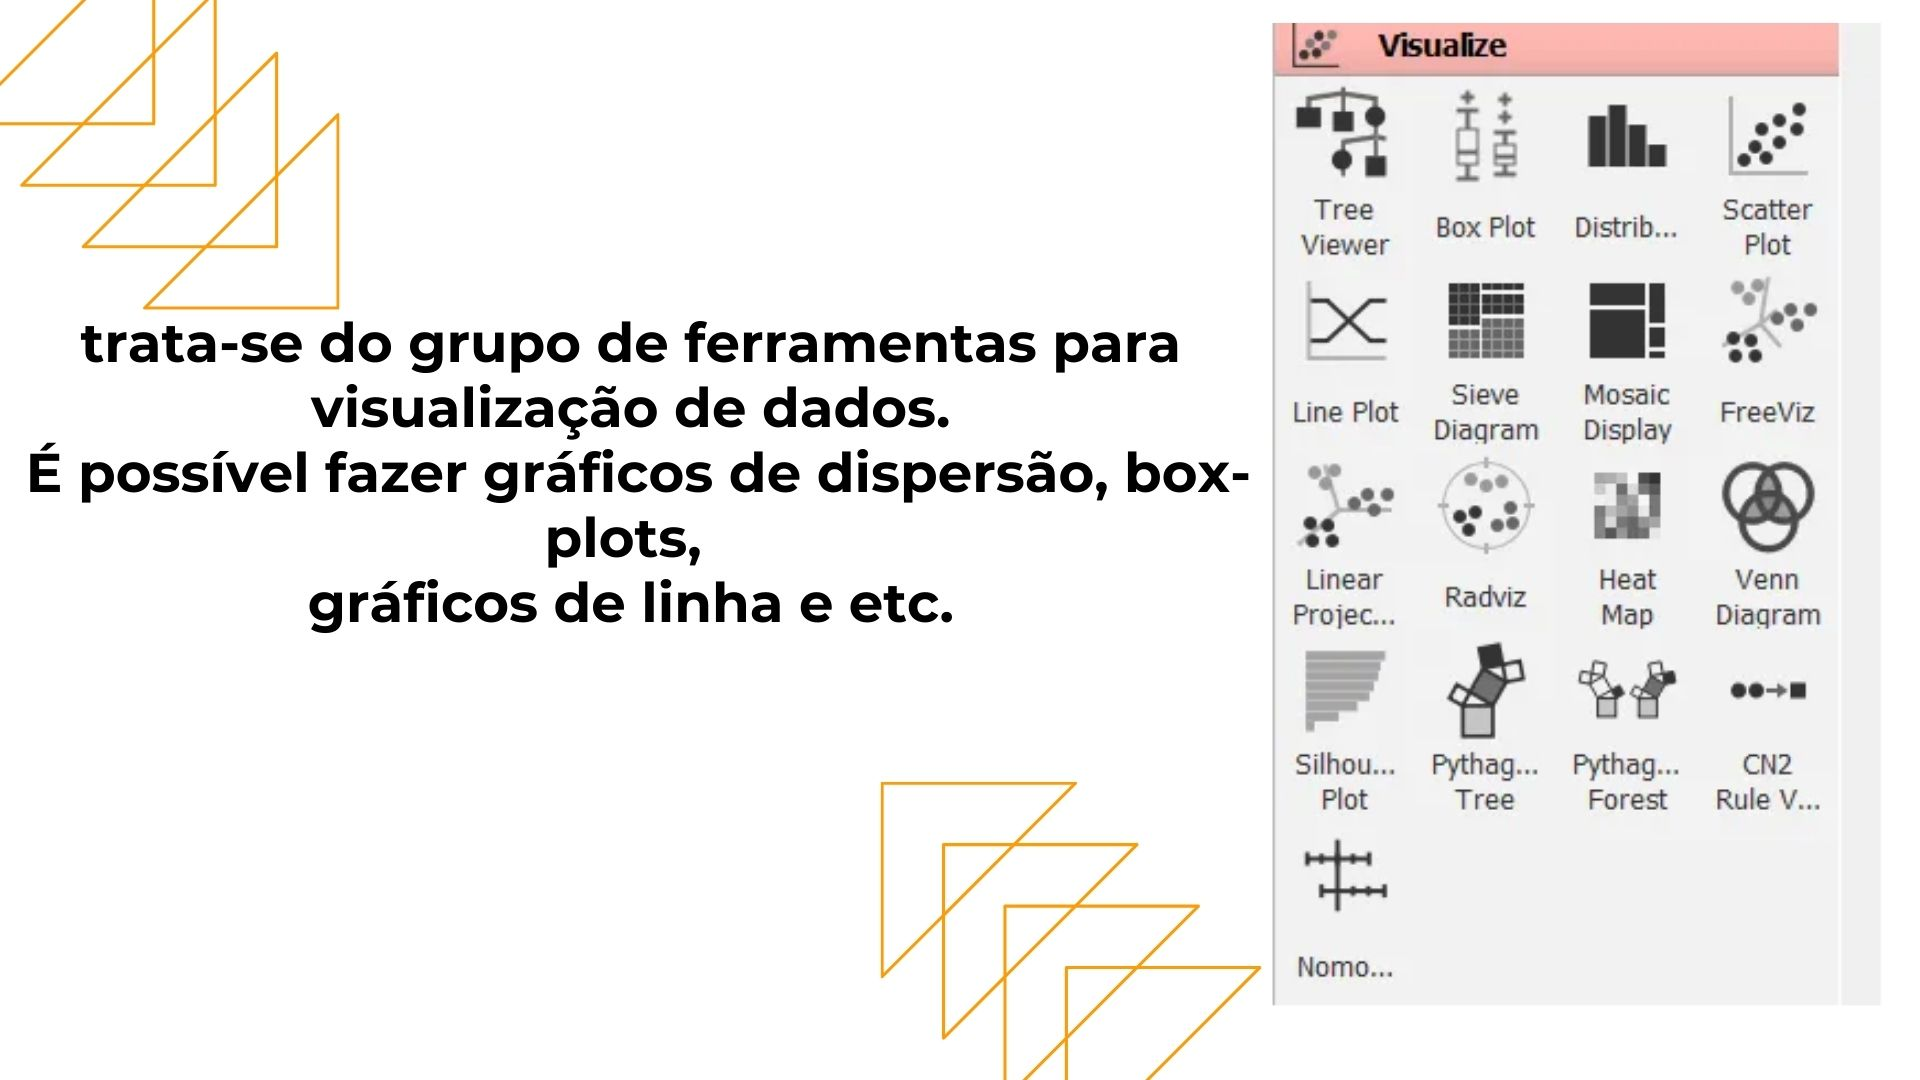 trata-se do grupo de ferramentas para
visualização de dados.
É possível fazer gráficos de dispersão, box-
plots,
gráficos de linha e etc.
Visualize
Tree
Viewer
Box Plot
Distrib...
Scatter
Plot
Line Plot
Sieve
Diagram
Mosaic
Display
FreeViz
Linear
Projec...
Radviz
Heat
Map
Venn
Diagram
Silhou...
Plot
Pythag...
Tree
Pythag...
Forest
CN2
Rule V...
Nomo...